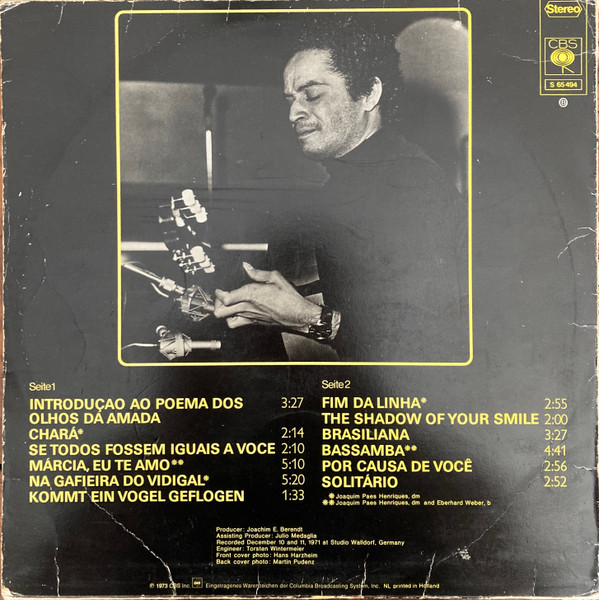 Stereo
CBS
S 65494
Seite 1
INTRODUÇAO AO POEMA DOS 3:27
OLHOS DA AMADA
CHARÁ* 2:14
SE TODOS FOSSEM IGUAIS A VOCE 2:10
MÁRCIA, EU TE AMO** 5:10
NA GAFIEIRA DO VIDIGAL* 5:20
KOMMT EIN VOGEL GEFLOGEN 1:33
Seite 2
FIM DA LINHA* 2:55
THE SHADOW OF YOUR SMILE 2:00
BRASILIANA 3:27
BASSAMBA** 4:41
POR CAUSA DE VOCÊ 2:56
SOLITÁRIO 2:52
* Joaquim Paes Henriques, dm
** Joaquim Paes Henriques, dm and Eberhard Weber, b
Producer: Joachim E. Berendt
Assisting Producer: Julio Medaglia
Recorded December 10 and 11, 1971 at Studio Walldorf, Germany
Engineer: Torsten Wintermeier
Front cover photo: Hans Harzheim
Back cover photo: Martin Pudenz
℗ 1973 CBS Inc. CBS Eingetragenes Warenzeichen der Columbia Broadcasting System, Inc. NL printed in Holland